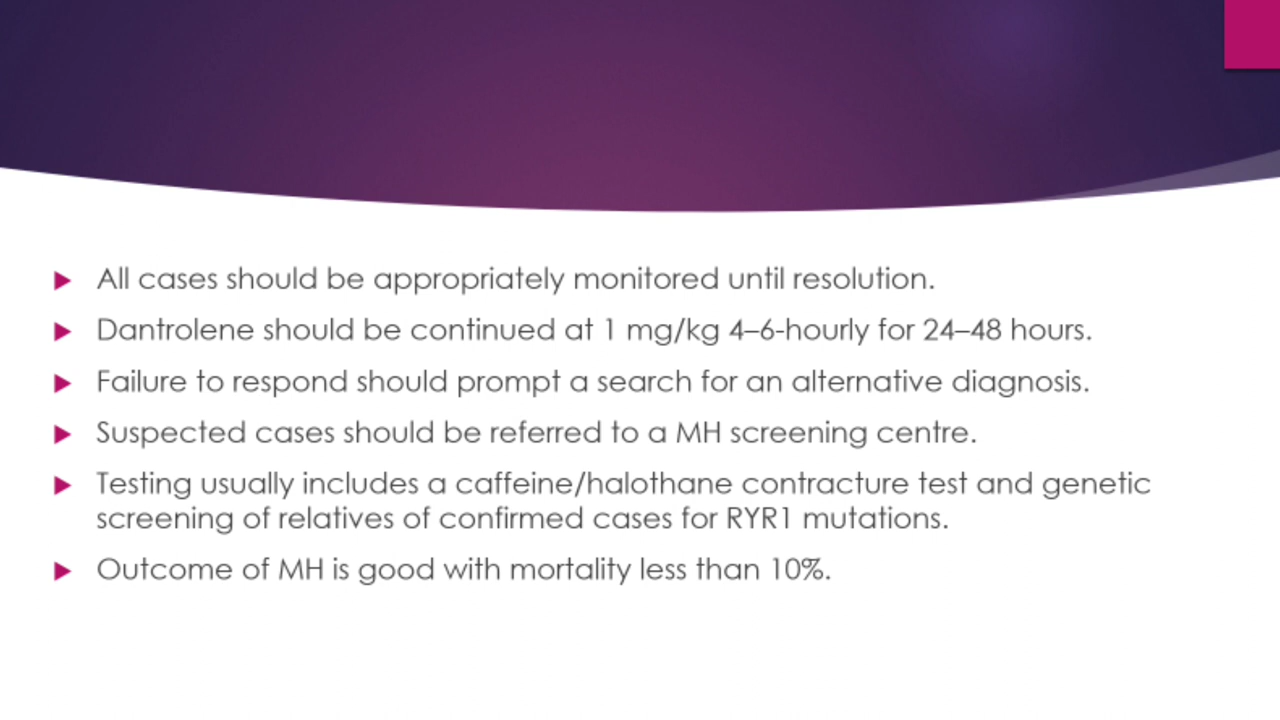 All cases should be appropriately monitored until resolution.
Dantrolene should be continued at 1 mg/kg 4–6-hourly for 24–48 hours.
Failure to respond should prompt a search for an alternative diagnosis.
Suspected cases should be referred to a MH screening centre.
Testing usually includes a caffeine/halothane contracture test and genetic
screening of relatives of confirmed cases for RYR1 mutations.
Outcome of MH is good with mortality less than 10%.